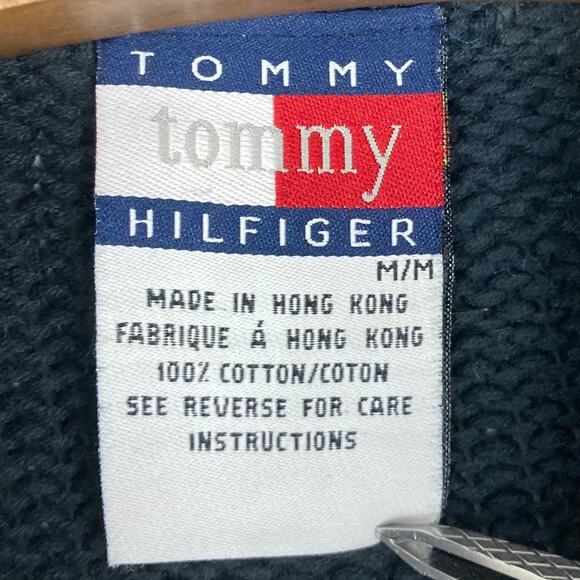 TOMMY
tommy
HILFIGER
M/M
MADE IN HONG KONG
FABRIQUE Á HONG KONG
100% COTTON/COTON
SEE REVERSE FOR CARE
INSTRUCTIONS